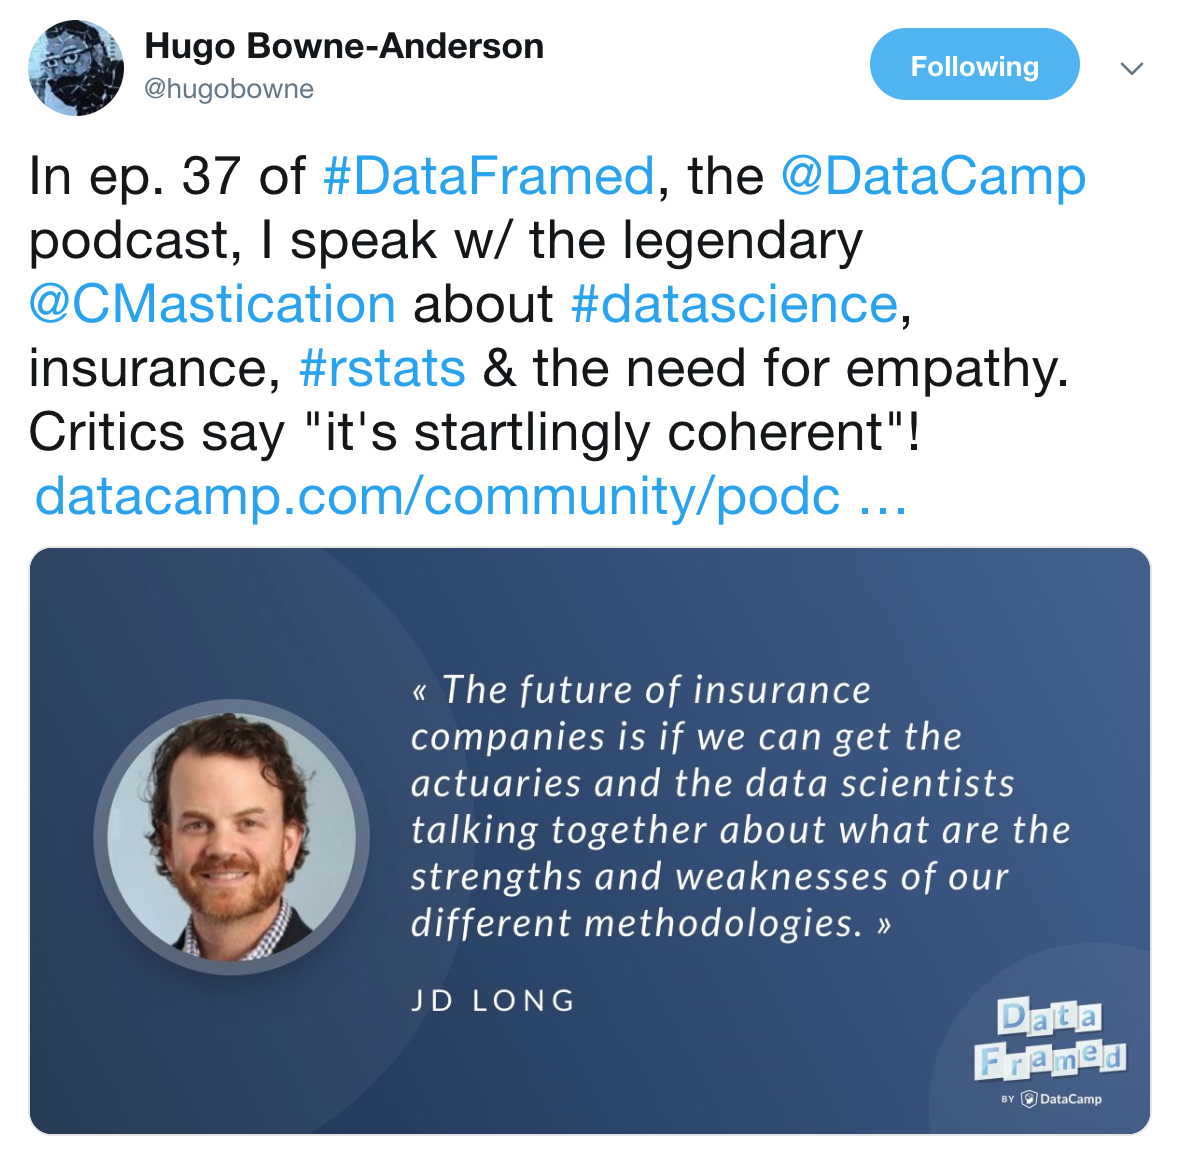 Hugo Bowne-Anderson
@hugobowne
Following
In ep. 37 of #DataFramed, the @DataCamp
podcast, I speak w/ the legendary
@CMastication about #datascience,
insurance, #rstats & the need for empathy.
Critics say "it's startlingly coherent"!
datacamp.com/community/podc …
« The future of insurance
companies is if we can get the
actuaries and the data scientists
talking together about what are the
strengths and weaknesses of our
different methodologies. »
JD LONG
Data
Framed
BY DataCamp